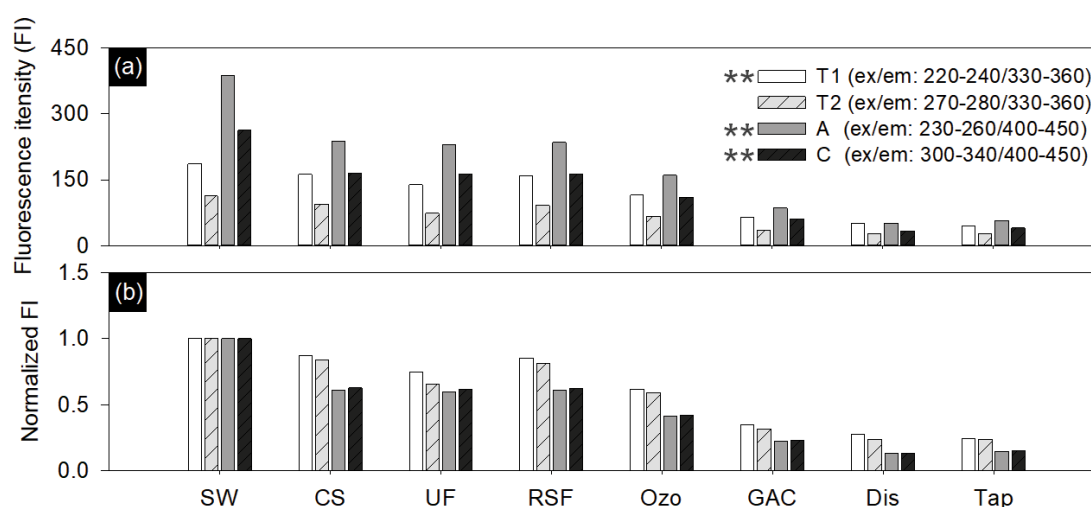 Fluorescence itensity (FI)
450
300
150
0
(a)
** T1 (ex/em: 220-240/330-360)
T2 (ex/em: 270-280/330-360)
** A (ex/em: 230-260/400-450)
** C (ex/em: 300-340/400-450)
Normalized FI
1.5
1.0
0.5
0.0
(b)
SW CS UF RSF Ozo GAC Dis Tap